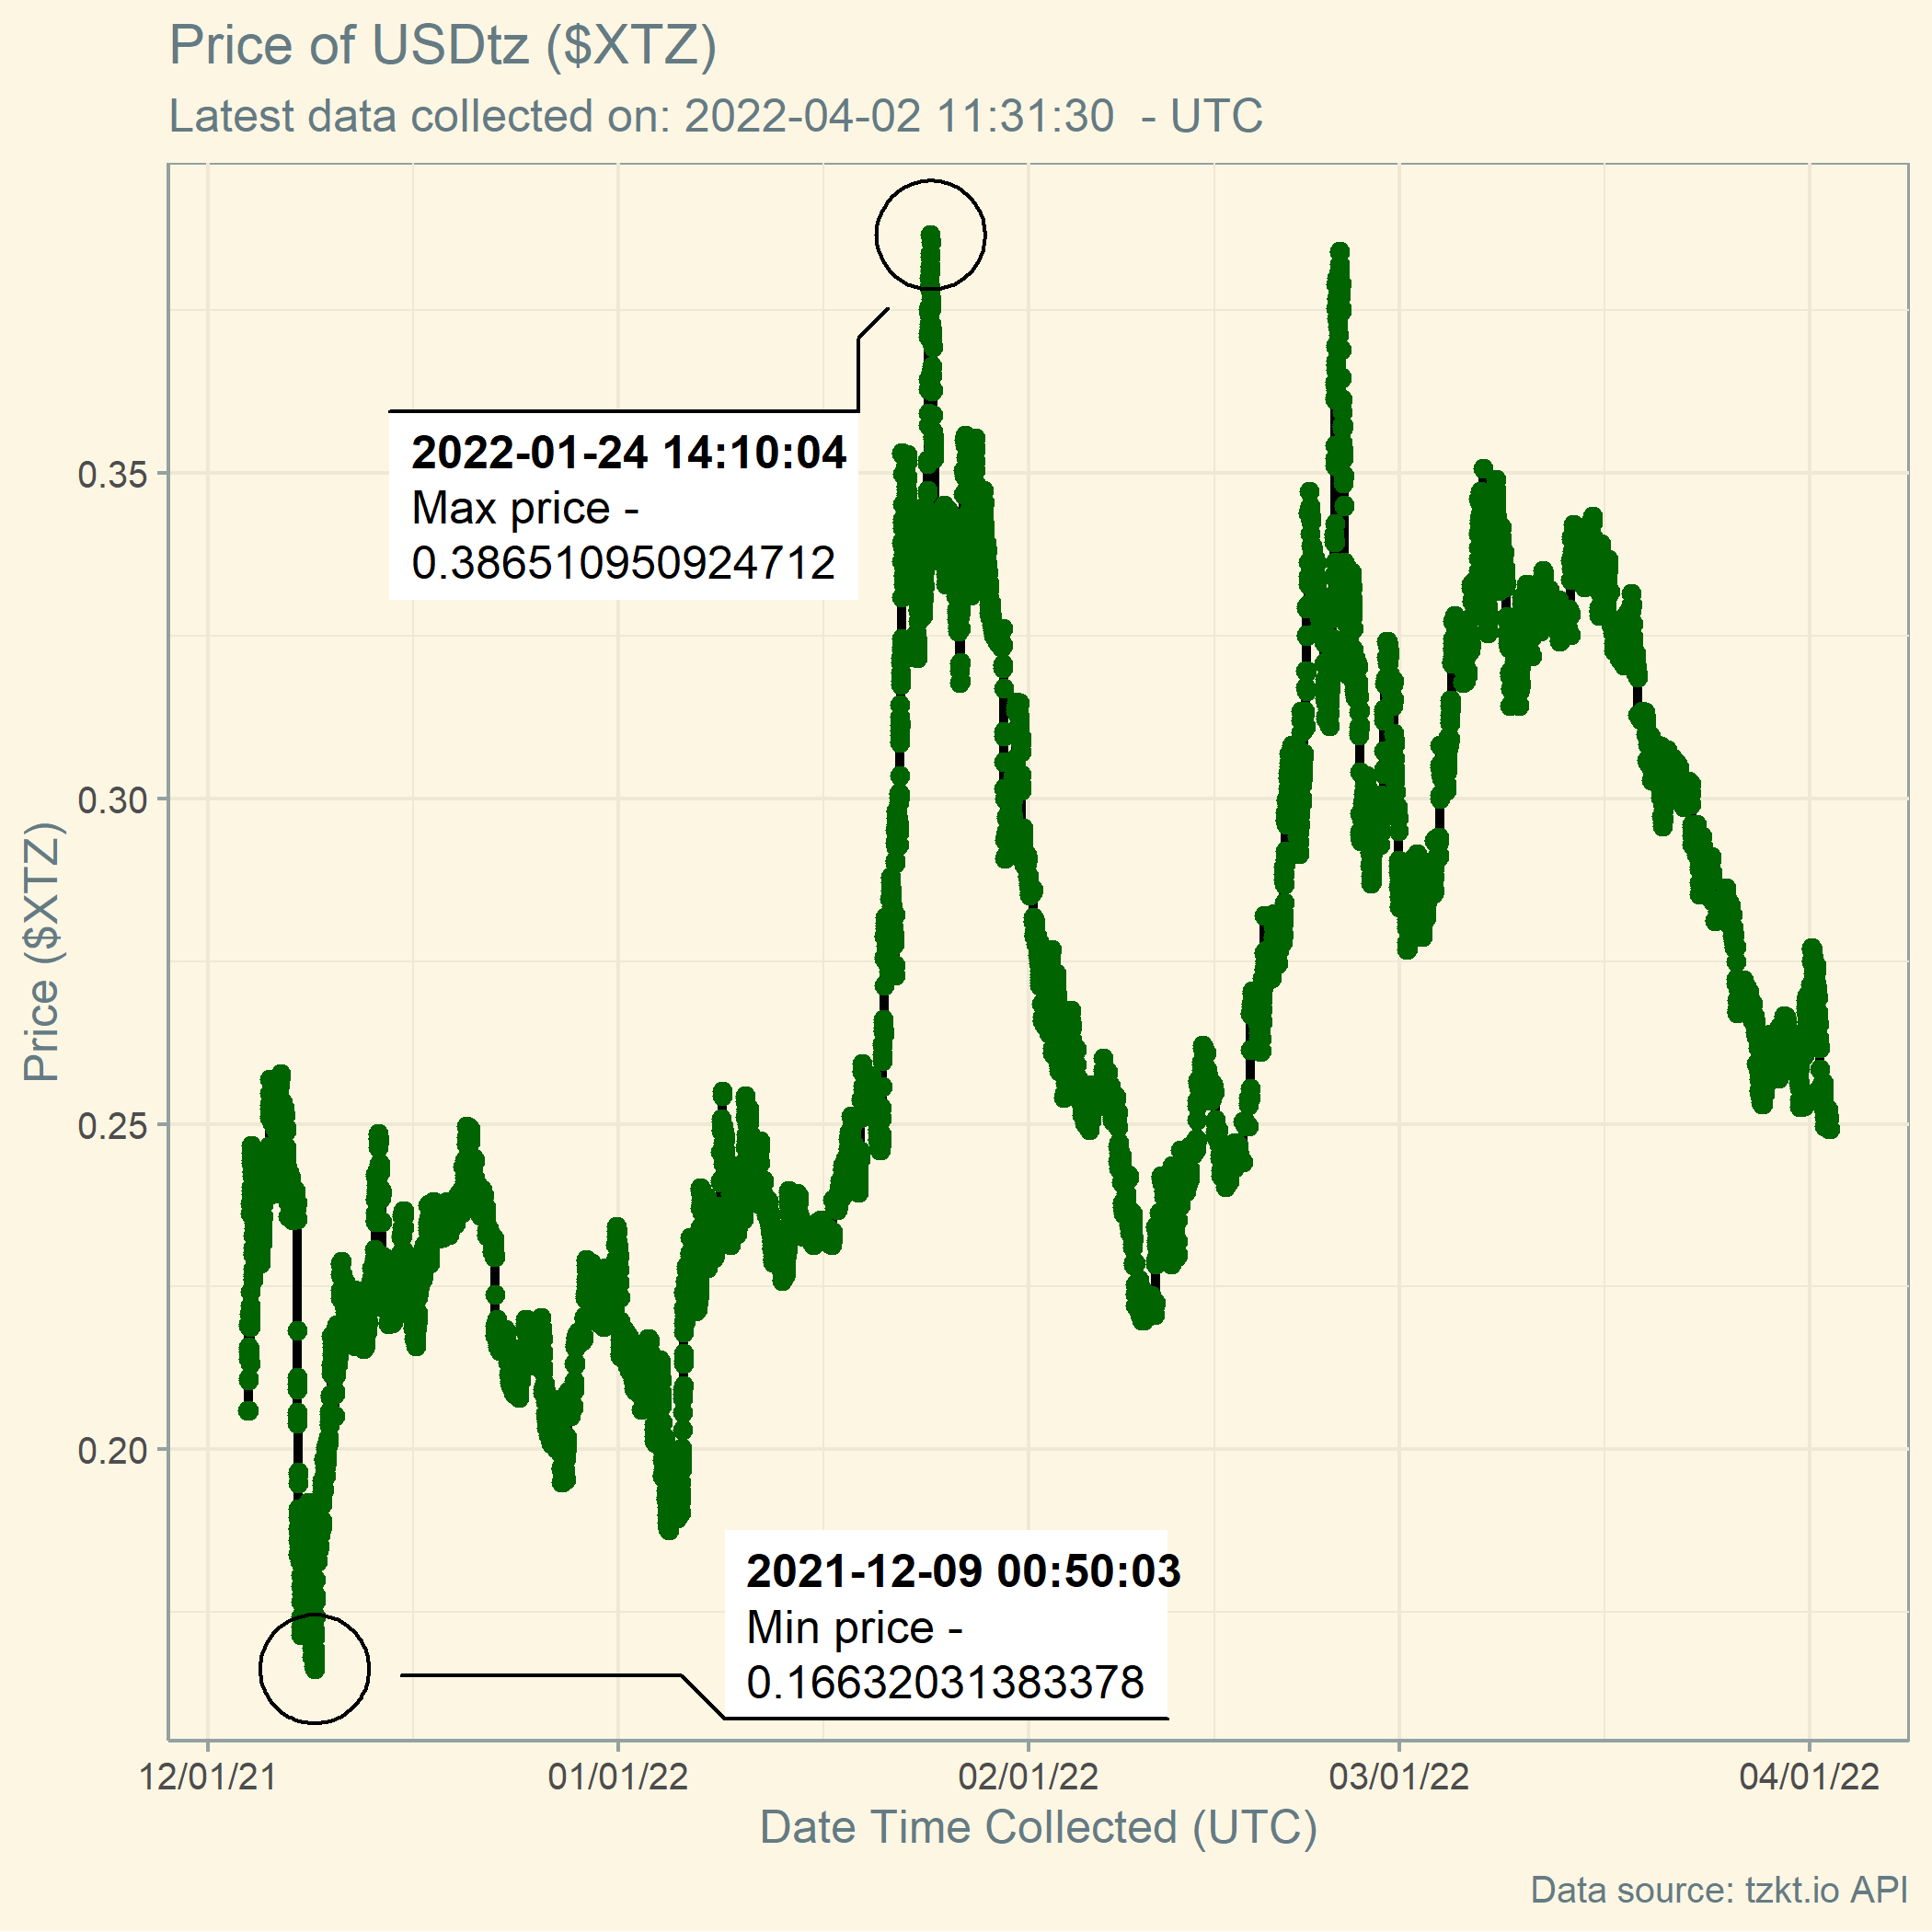 Price of USDtz ($XTZ)
Latest data collected on: 2022-04-02 11:31:30  - UTC
2022-01-24 14:10:04
Max price -
0.386510950924712
0.35
0.30
0.25
0.20
Price ($XTZ)
2021-12-09 00:50:03
Min price -
0.16632031383378
12/01/21
01/01/22
02/01/22
03/01/22
04/01/22
Date Time Collected (UTC)
Data source: tzkt.io API